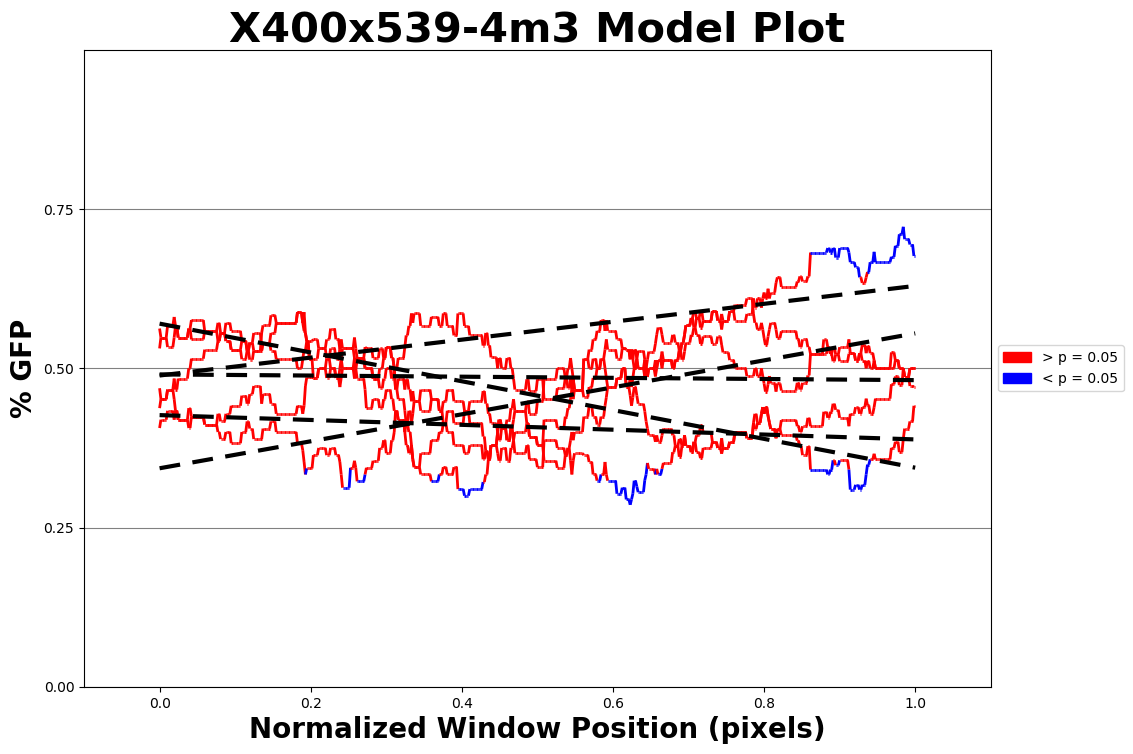 X400x539-4m3 Model Plot
% GFP
0.75
0.50
0.25
0.00
0.0 0.2 0.4 0.6 0.8 1.0
Normalized Window Position (pixels)
> p = 0.05
< p = 0.05